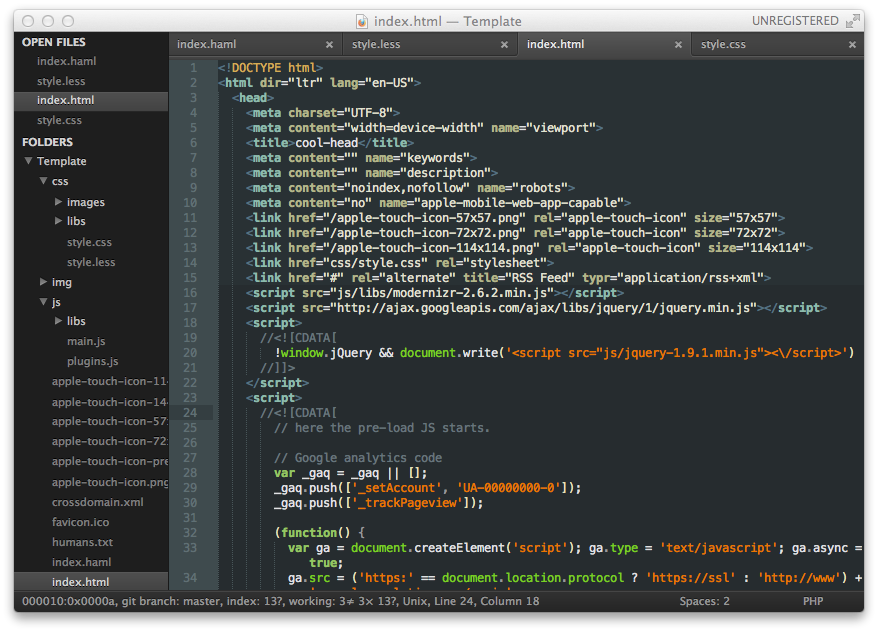 index.html — Template
UNREGISTERED
OPEN FILES
index.haml
style.less
index.html
style.css
FOLDERS
Template
css
images
libs
style.css
style.less
img
js
libs
main.js
plugins.js
apple-touch-icon-11
apple-touch-icon-14
apple-touch-icon-57
apple-touch-icon-72
apple-touch-icon-pre
apple-touch-icon.png
crossdomain.xml
favicon.ico
humans.txt
index.haml
index.html
index.haml × style.less × index.html × style.css ×
1 <!DOCTYPE html>
2 <html dir="ltr" lang="en-US">
3 <head>
4 <meta charset="UTF-8">
5 <meta content="width=device-width" name="viewport">
6 <title>cool-head</title>
7 <meta content="" name="keywords">
8 <meta content="" name="description">
9 <meta content="noindex,nofollow" name="robots">
10 <meta content="no" name="apple-mobile-web-app-capable">
11 <link href="/apple-touch-icon-57x57.png" rel="apple-touch-icon" size="57x57">
12 <link href="/apple-touch-icon-72x72.png" rel="apple-touch-icon" size="72x72">
13 <link href="/apple-touch-icon-114x114.png" rel="apple-touch-icon" size="114x114">
14 <link href="css/style.css" rel="stylesheet">
15 <link href="#" rel="alternate" title="RSS Feed" typr="application/rss+xml">
16 <script src="js/libs/modernizr-2.6.2.min.js"></script>
17 <script src="http://ajax.googleapis.com/ajax/libs/jquery/1/jquery.min.js"></script>
18 <script>
19 //<![CDATA[
20 !window.jQuery && document.write('<script src="js/jquery-1.9.1.min.js"><\/script>')
21 //]]>
22 </script>
23 <script>
24 //<![CDATA[
25 // here the pre-load JS starts.
26
27 // Google analytics code
28 var _gaq = _gaq || [];
29 _gaq.push(['_setAccount', 'UA-00000000-0']);
30 _gaq.push(['_trackPageview']);
31
32 (function() {
33 var ga = document.createElement('script'); ga.type = 'text/javascript'; ga.async =
true;
34 ga.src = ('https:' == document.location.protocol ? 'https://ssl' : 'http://www') +
000010:0x0000a, git branch: master, index: 13?, working: 3≠ 3× 13?, Unix, Line 24, Column 18
Spaces: 2
PHP